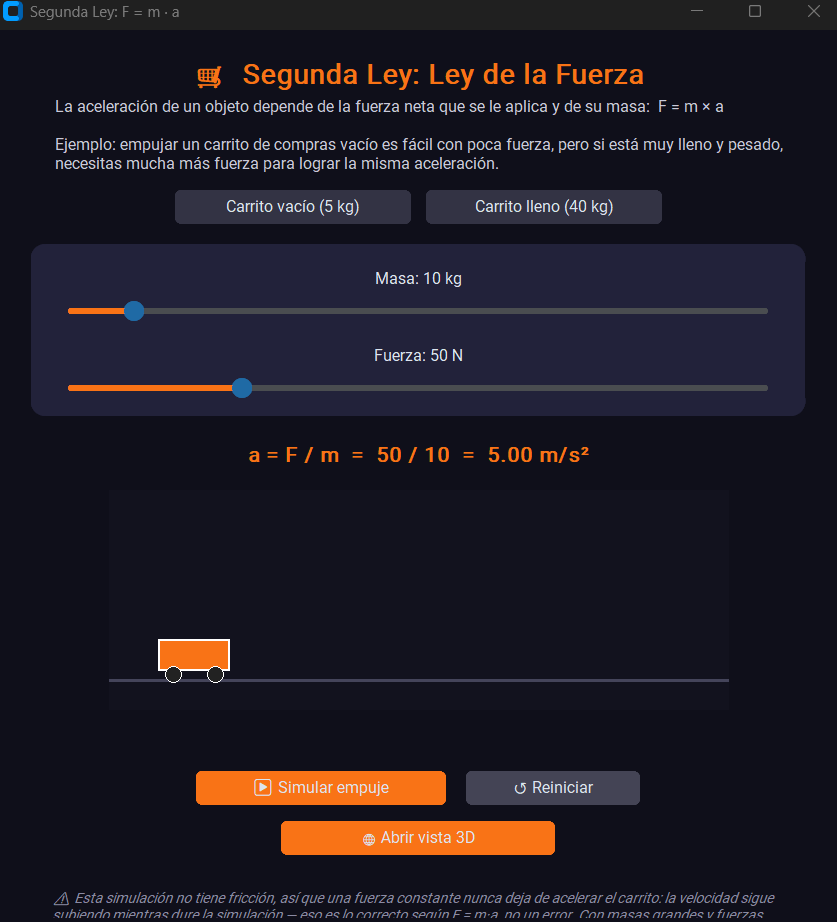 Segunda Ley: F = m · a
Segunda Ley: Ley de la Fuerza
La aceleración de un objeto depende de la fuerza neta que se le aplica y de su masa: F = m × a
Ejemplo: empujar un carrito de compras vacío es fácil con poca fuerza, pero si está muy lleno y pesado,
necesitas mucha más fuerza para lograr la misma aceleración.
Carrito vacío (5 kg)
Carrito lleno (40 kg)
Masa: 10 kg
Fuerza: 50 N
a = F / m = 50 / 10 = 5.00 m/s²
Simular empuje
↺ Reiniciar
Abrir vista 3D
⚠ Esta simulación no tiene fricción, así que una fuerza constante nunca deja de acelerar el carrito: la velocidad sigue
subiendo mientras dure la simulación — eso es lo correcto según F = m·a, no un error. Con masas grandes y fuerzas